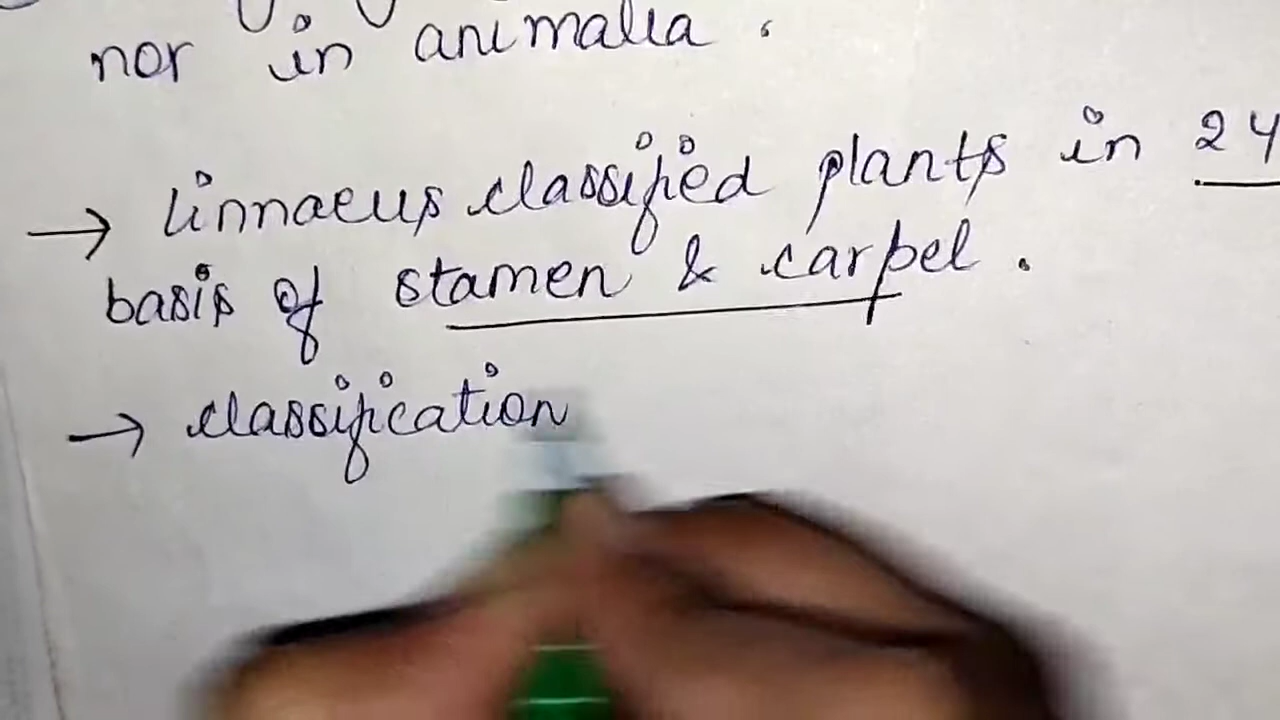 nor in animalia.
→ linnaeus classified plants in 24
basis of stamen & carpel.
→ classification